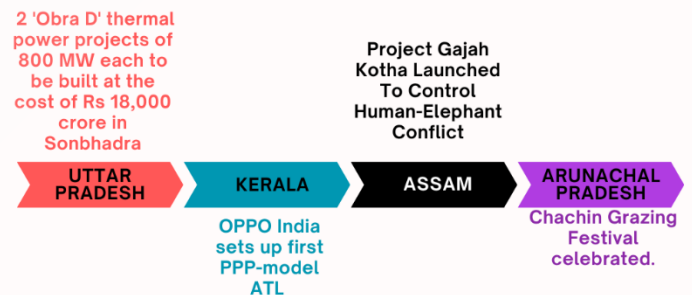 2 'Obra D' thermal
power projects of
800 MW each to
be built at the
cost of Rs 18,000
crore in
Sonbhadra
UTTAR
PRADESH
KERALA
OPPO India
sets up first
PPP-model
ATL
Project Gajah
Kotha Launched
To Control
Human-Elephant
Conflict
ASSAM
ARUNACHAL
PRADESH
Chachin Grazing
Festival
celebrated.